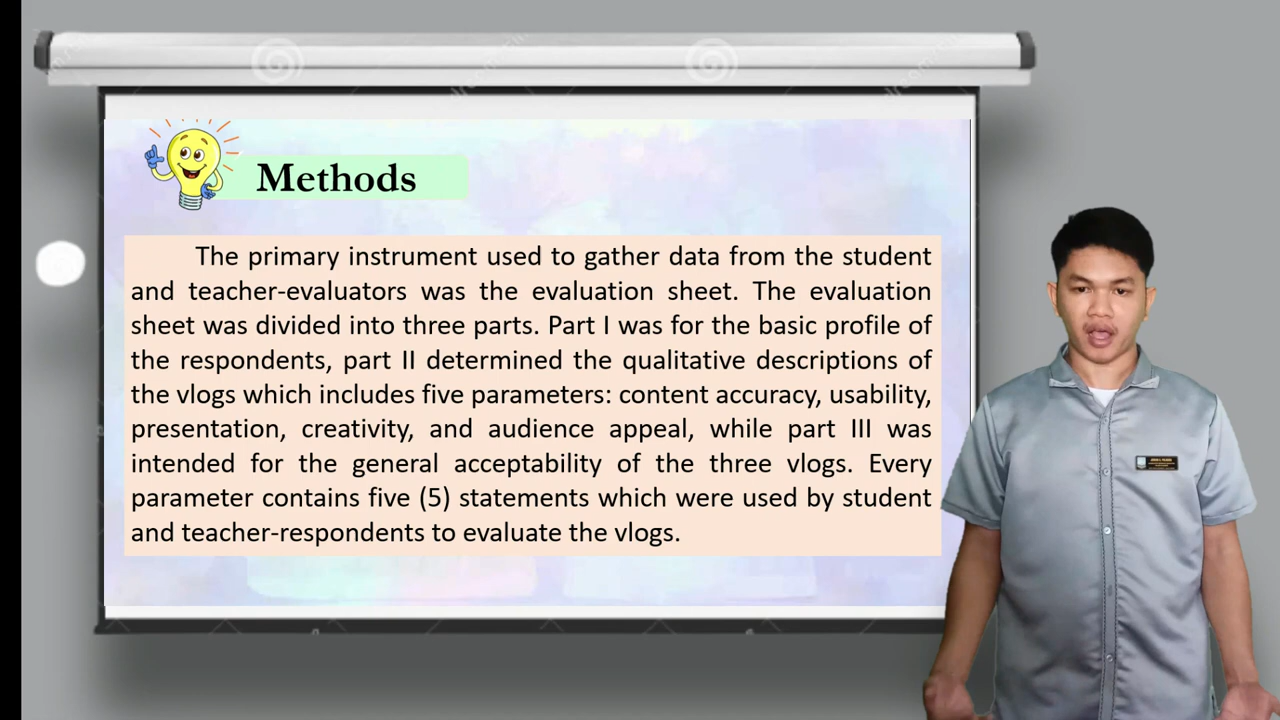 Methods
The primary instrument used to gather data from the student
and teacher-evaluators was the evaluation sheet. The evaluation
sheet was divided into three parts. Part I was for the basic profile of
the respondents, part II determined the qualitative descriptions of
the vlogs which includes five parameters: content accuracy, usability,
presentation, creativity, and audience appeal, while part III was
intended for the general acceptability of the three vlogs. Every
parameter contains five (5) statements which were used by student
and teacher-respondents to evaluate the vlogs.